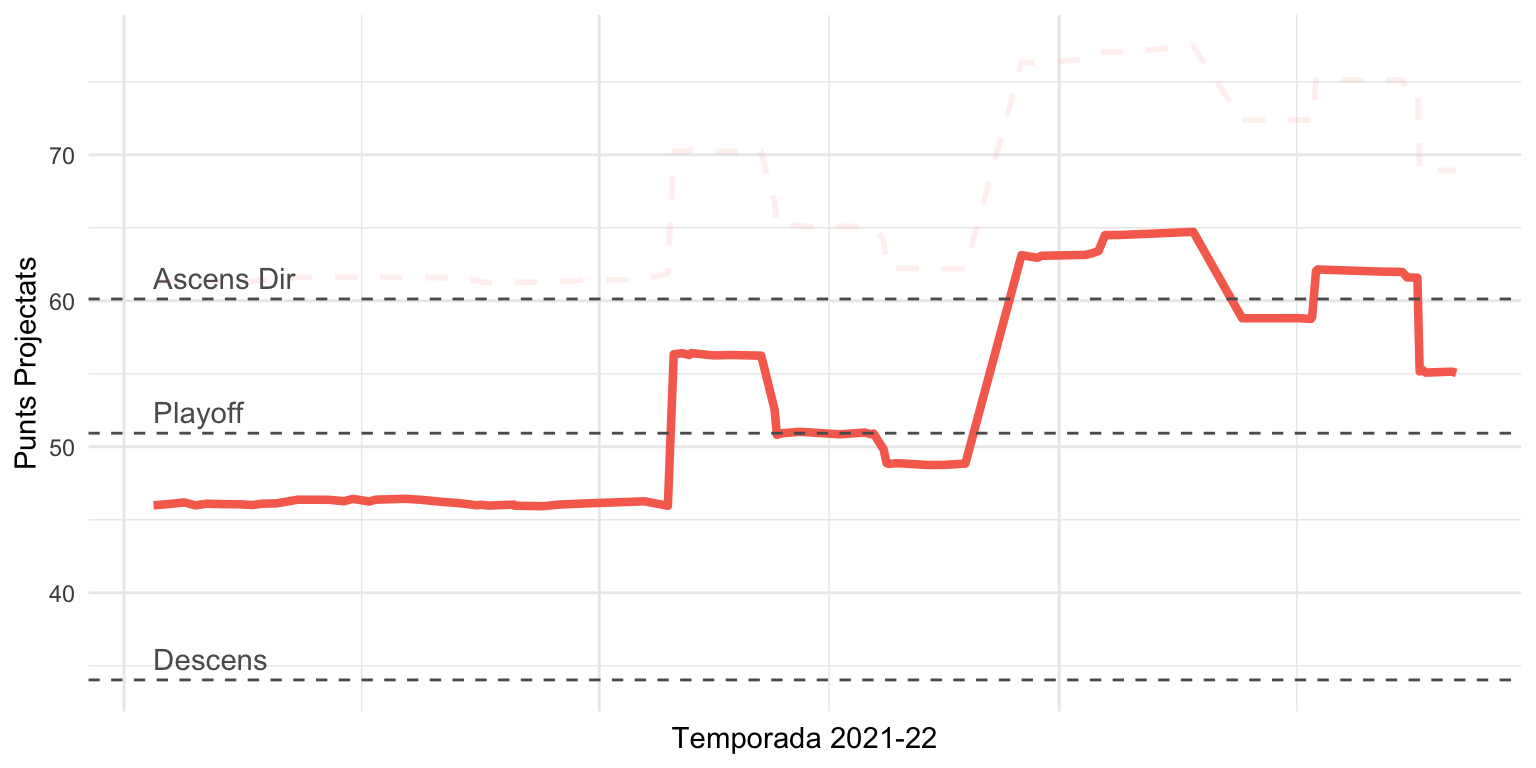 70
Ascens Dir
60
Playoff
50
40
Descens
Punts Projectats
Temporada 2021-22